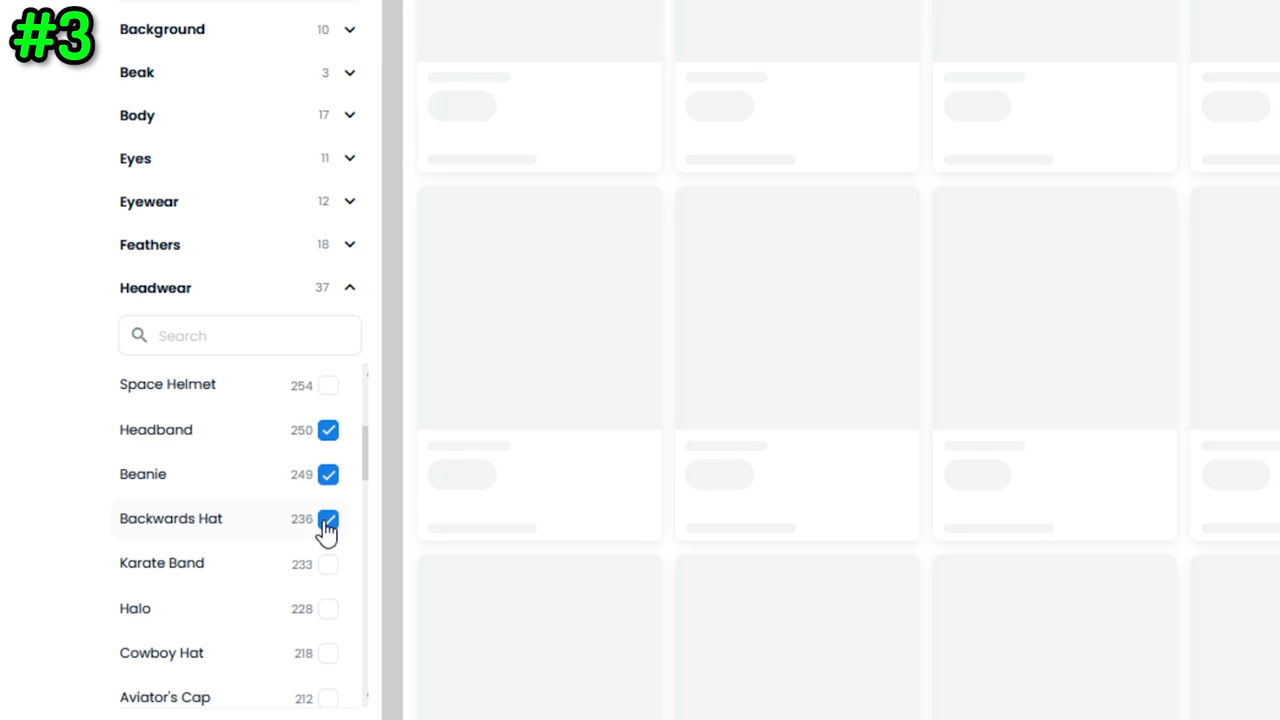 #3
Background 10
Beak 3
Body 17
Eyes 11
Eyewear 12
Feathers 18
Headwear 37
Search
Space Helmet 254
Headband 250
Beanie 249
Backwards Hat 236
Karate Band 233
Halo 228
Cowboy Hat 218
Aviator's Cap 212